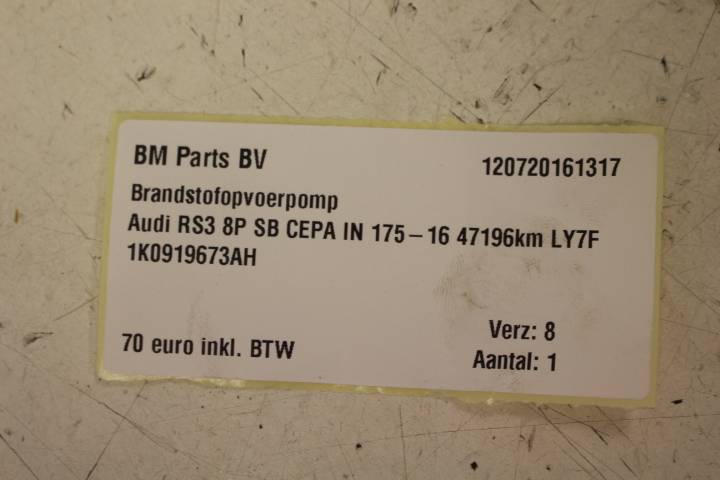 BM Parts BV 120720161317
Brandstofopvoerpomp
Audi RS3 8P SB CEPA IN 175-16 47196km LY7F
1K0919673AH
70 euro inkl. BTW Verz: 8
Aantal: 1